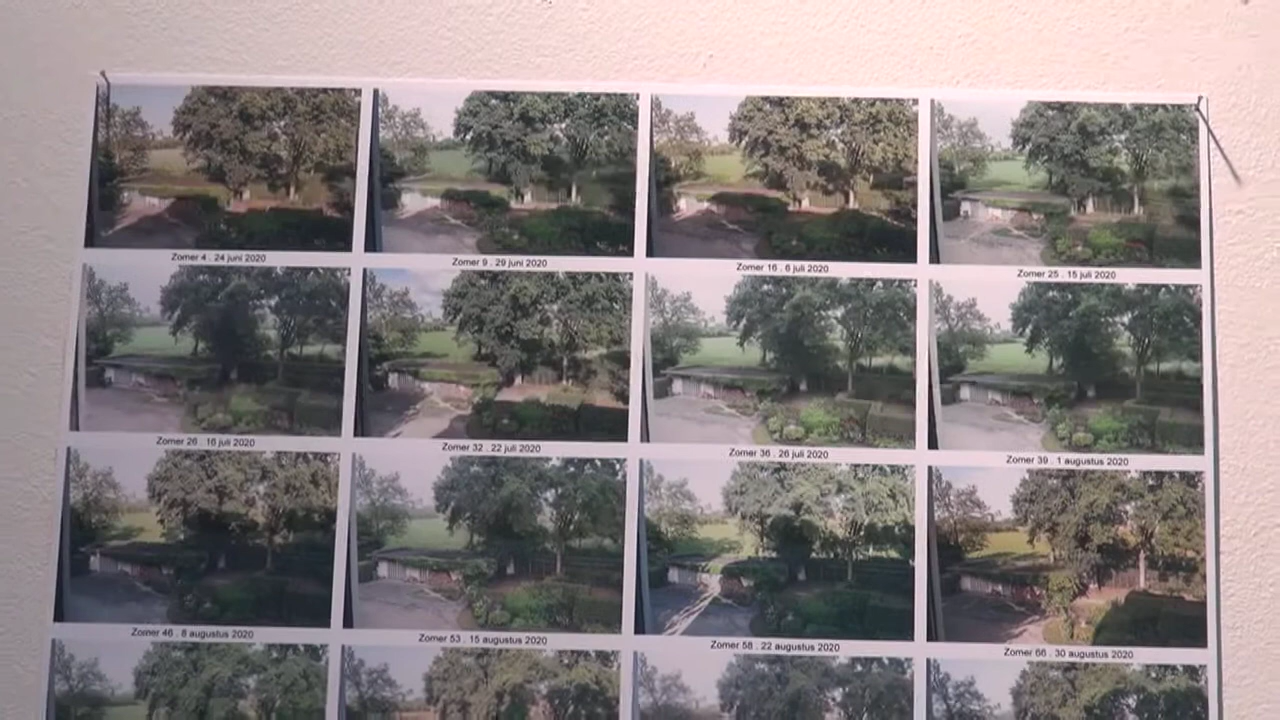 Zomer 4 . 24 juni 2020
Zomer 9 . 29 juni 2020
Zomer 16 . 6 juli 2020
Zomer 25 . 15 juli 2020
Zomer 26 . 16 juli 2020
Zomer 32 . 22 juli 2020
Zomer 36 . 26 juli 2020
Zomer 39 . 1 augustus 2020
Zomer 46 . 8 augustus 2020
Zomer 53 . 15 augustus 2020
Zomer 58 . 22 augustus 2020
Zomer 66 . 30 augustus 2020